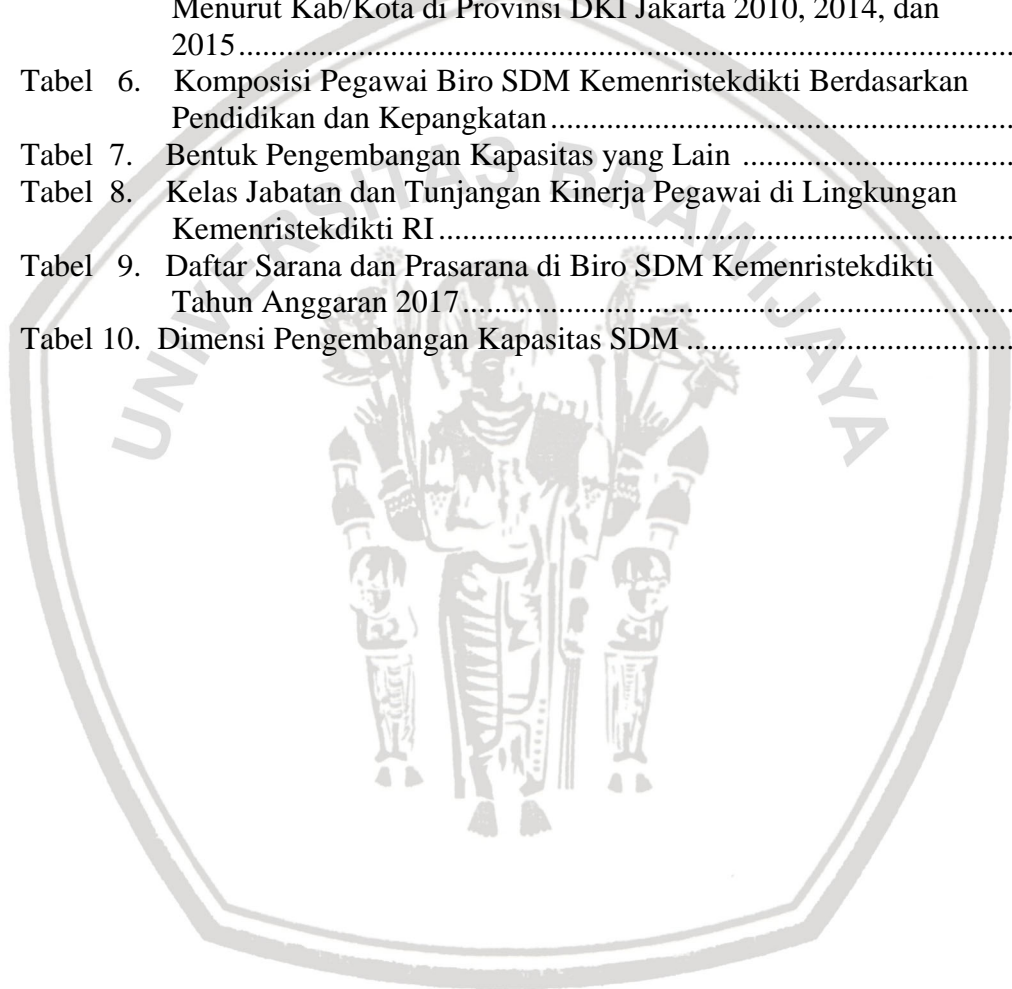 Menurut Kab/Kota di Provinsi DKI Jakarta 2010, 2014, dan
2015..........................................................................................
Tabel 6. Komposisi Pegawai Biro SDM Kemenristekdikti Berdasarkan
Pendidikan dan Kepangkatan..........................................................
Tabel 7. Bentuk Pengembangan Kapasitas yang Lain ....................................
Tabel 8. Kelas Jabatan dan Tunjangan Kinerja Pegawai di Lingkungan
Kemenristekdikti RI......................................................................
Tabel 9. Daftar Sarana dan Prasarana di Biro SDM Kemenristekdikti
Tahun Anggaran 2017...................................................................
Tabel 10. Dimensi Pengembangan Kapasitas SDM ..........................................
UNIVERSITAS BRAWIJAYA